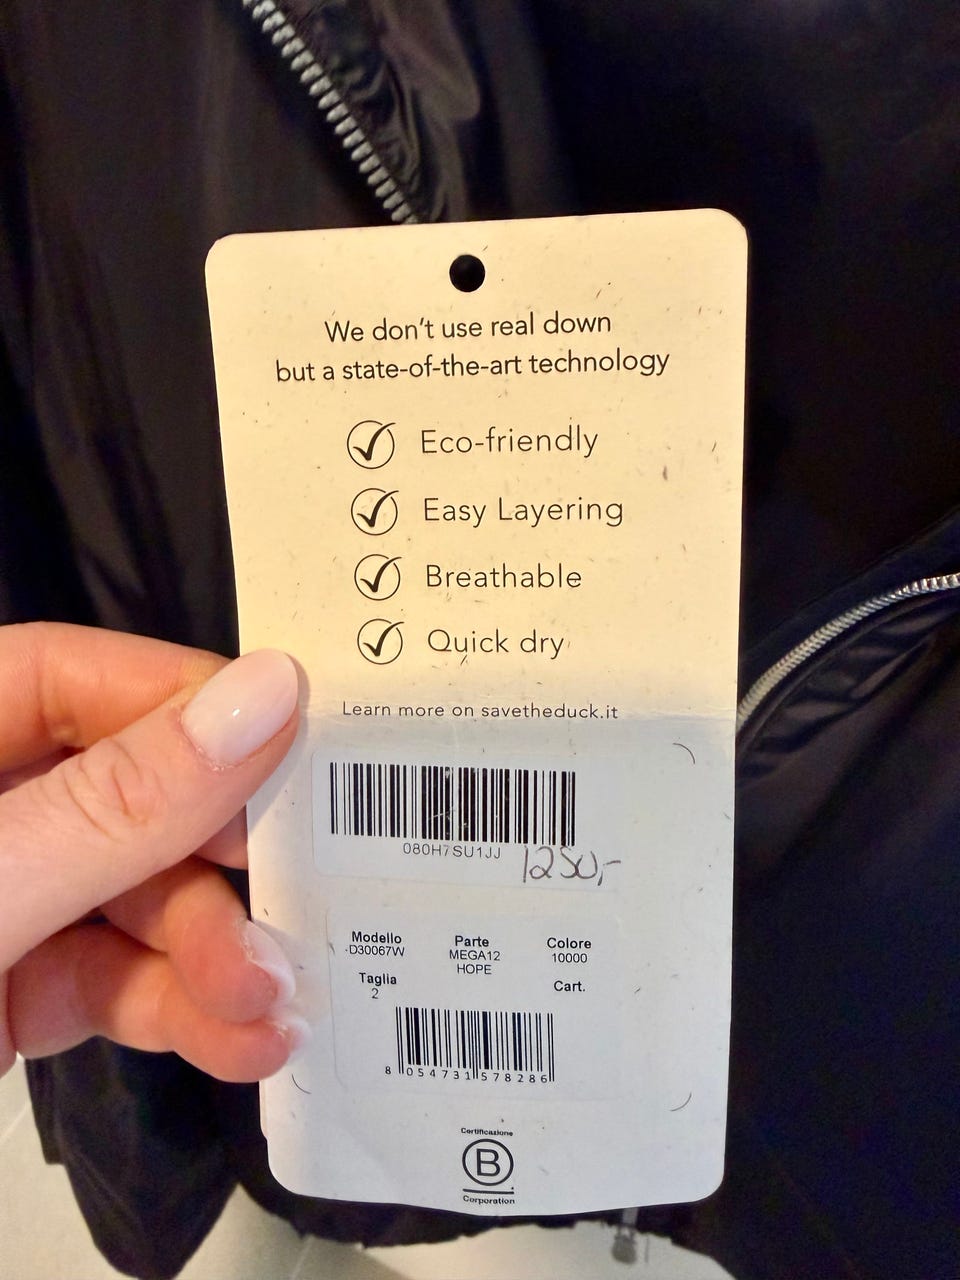 We don't use real down
but a state-of-the-art technology
Eco-friendly
Easy Layering
Breathable
Quick dry
Learn more on savetheduck.it
080H7SU1JJ
1250,-
Modello
-D30067W
Parte
MEGA12
HOPE
Colore
10000
Taglia
2
Cart.
8 054731 578286
Certificazione
B
Corporation